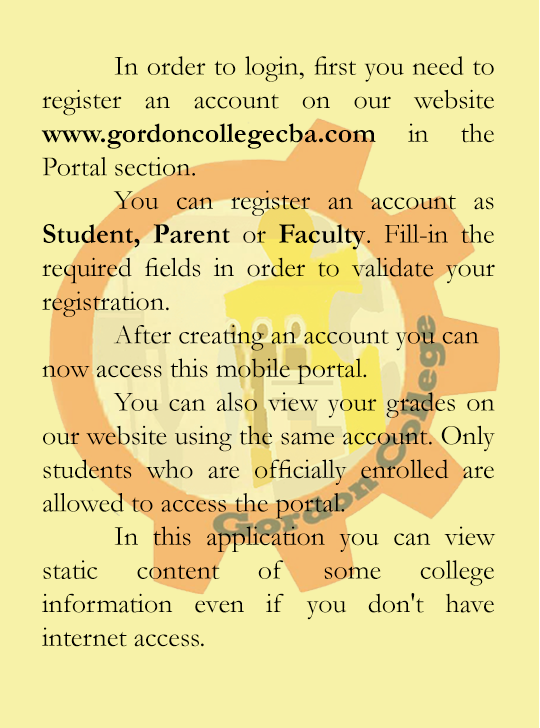 In order to login, first you need to
register an account on our website
www.gordoncollegecba.com in the
Portal section.
You can register an account as
Student, Parent or Faculty. Fill-in the
required fields in order to validate your
registration.
After creating an account you can
now access this mobile portal.
You can also view your grades on
our website using the same account. Only
students who are officially enrolled are
allowed to access the portal.
In this application you can view
static content of some college
information even if you don't have
internet access.
Gordon College